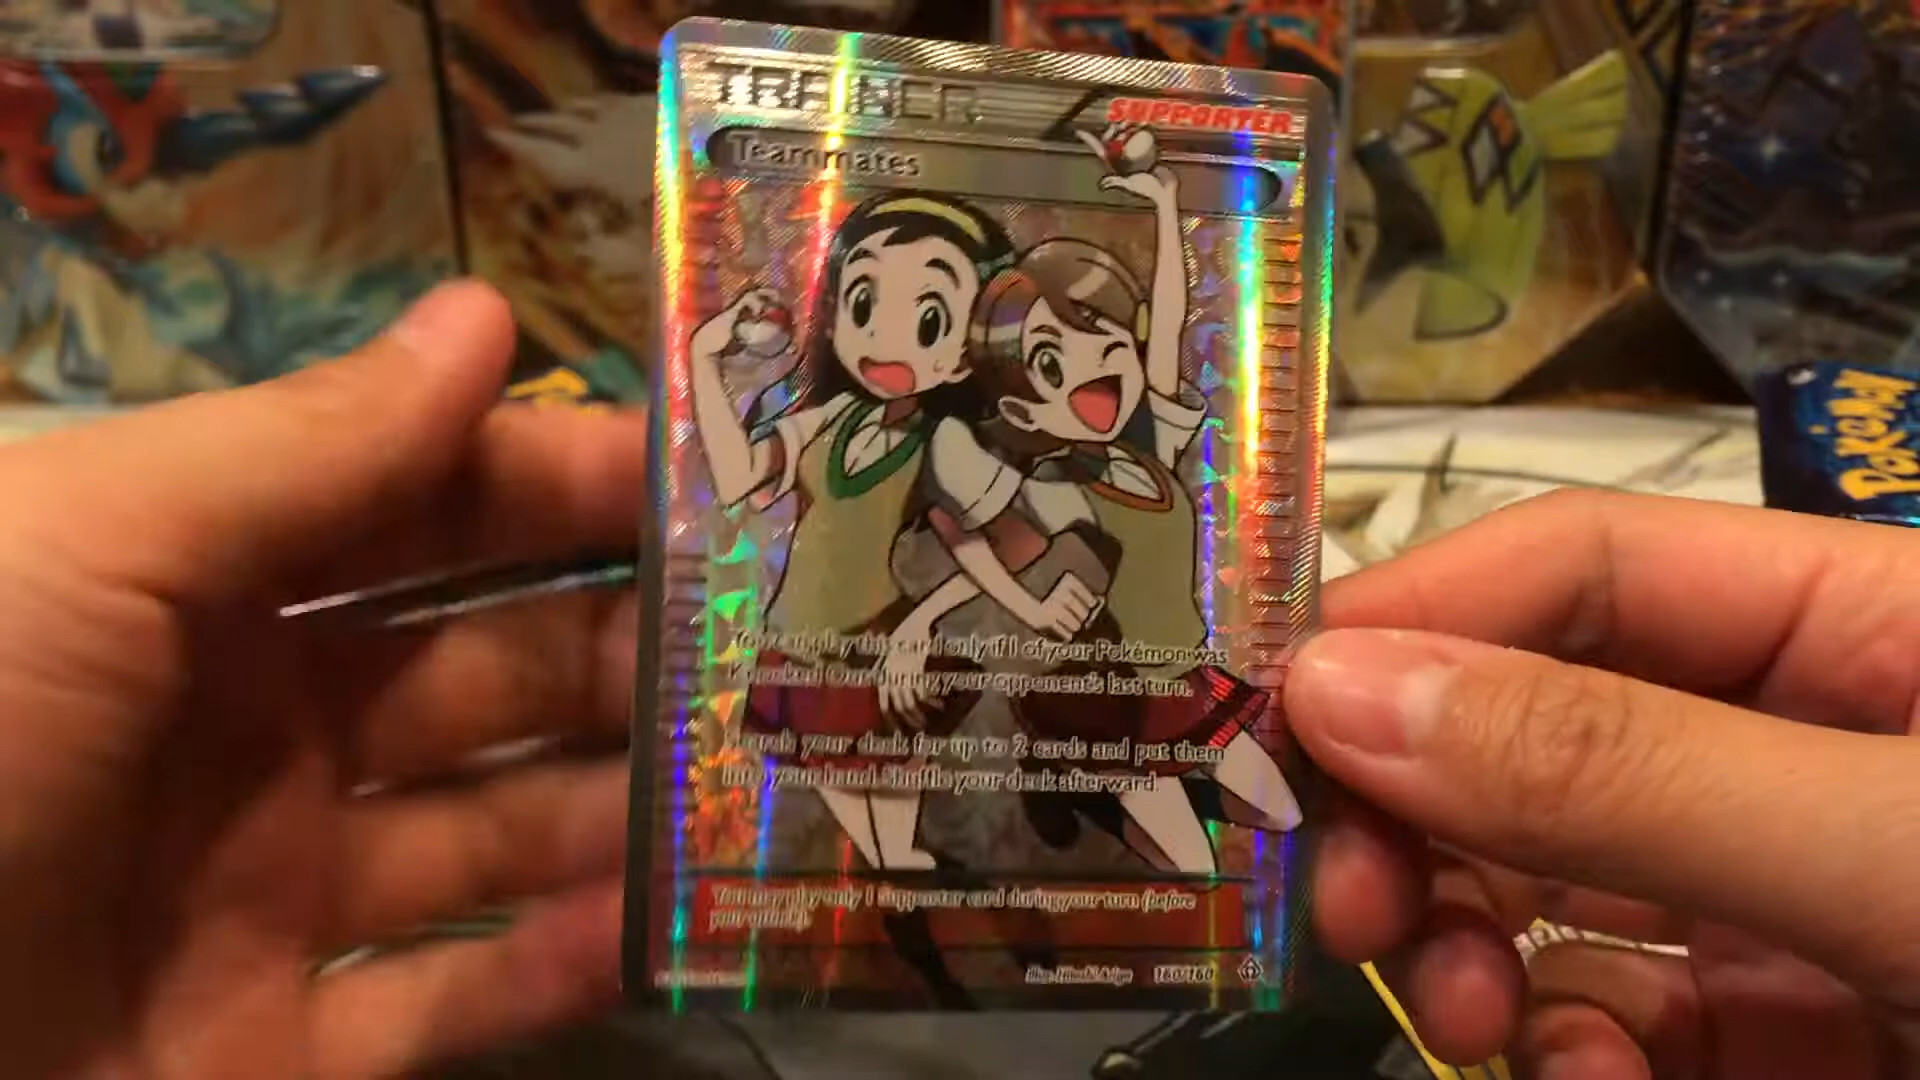 TRAINER
SUPPORTER
Teammates
You can play this card only if 1 of your Pokémon was
Knocked Out during your opponent's last turn.
Search your deck for up to 2 cards and put them
into your hand. Shuffle your deck afterward.
You may play only 1 Supporter card during your turn (before
your attack).
Illus. 160/160
Pokémon